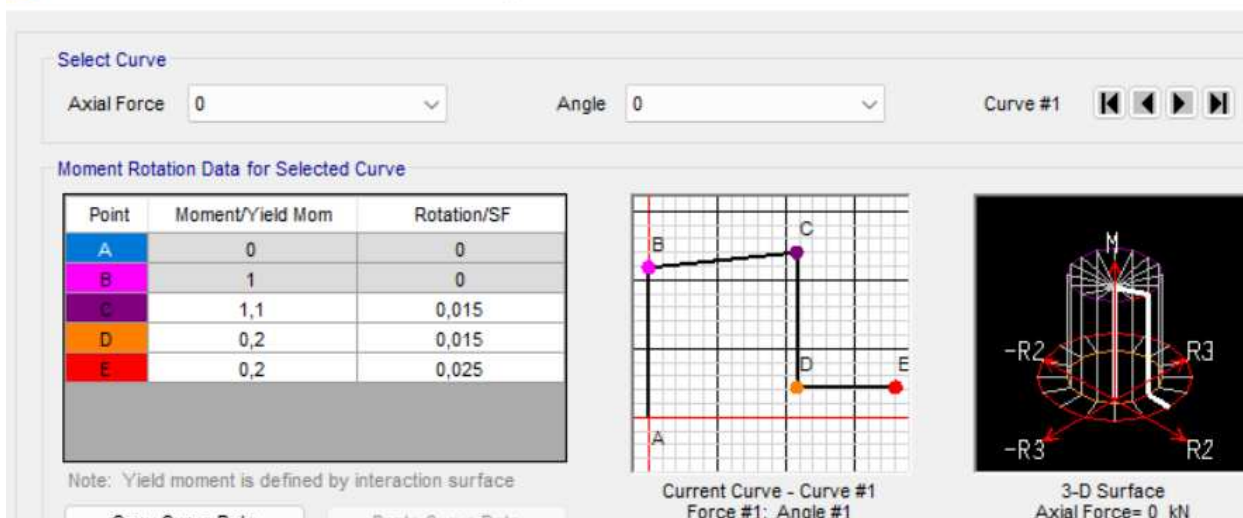 Select Curve
Axial Force 0 Angle 0 Curve #1
Moment Rotation Data for Selected Curve
Point Moment/Yield Mom Rotation/SF
A 0 0
B 1 0
C 1,1 0,015
D 0,2 0,015
E 0,2 0,025
Note: Yield moment is defined by interaction surface
B C D E A
M -R2 R3 -R3 R2
Current Curve - Curve #1
Force #1; Angle #1
3-D Surface
Axial Force= 0 kN